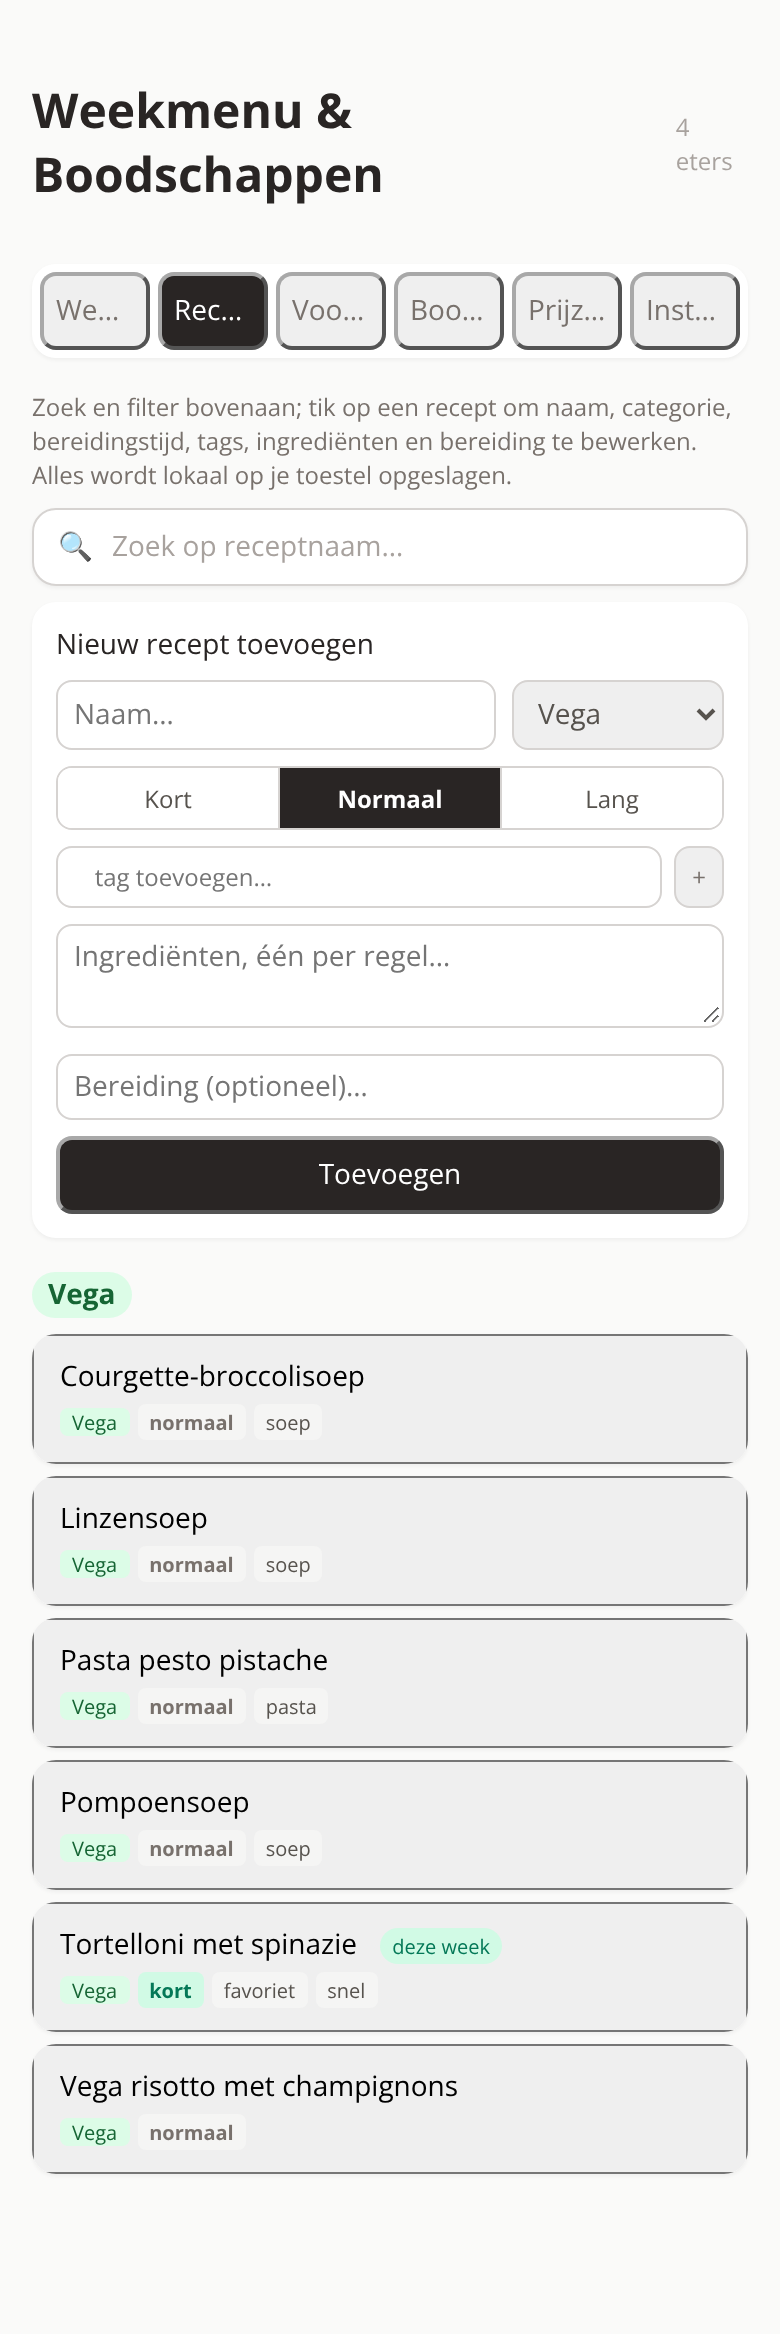 Weekmenu &
Boodschappen
4
eters
We... Rec... Voo... Boo... Prijz... Inst...
Zoek en filter bovenaan; tik op een recept om naam, categorie,
bereidingstijd, tags, ingrediënten en bereiding te bewerken.
Alles wordt lokaal op je toestel opgeslagen.
Zoek op receptnaam...
Nieuw recept toevoegen
Naam... Vega
Kort Normaal Lang
tag toevoegen... +
Ingrediënten, één per regel...
Bereiding (optioneel)...
Toevoegen
Vega
Courgette-broccolisoep
Vega normaal soep
Linzensoep
Vega normaal soep
Pasta pesto pistache
Vega normaal pasta
Pompoensoep
Vega normaal soep
Tortelloni met spinazie deze week
Vega kort favoriet snel
Vega risotto met champignons
Vega normaal